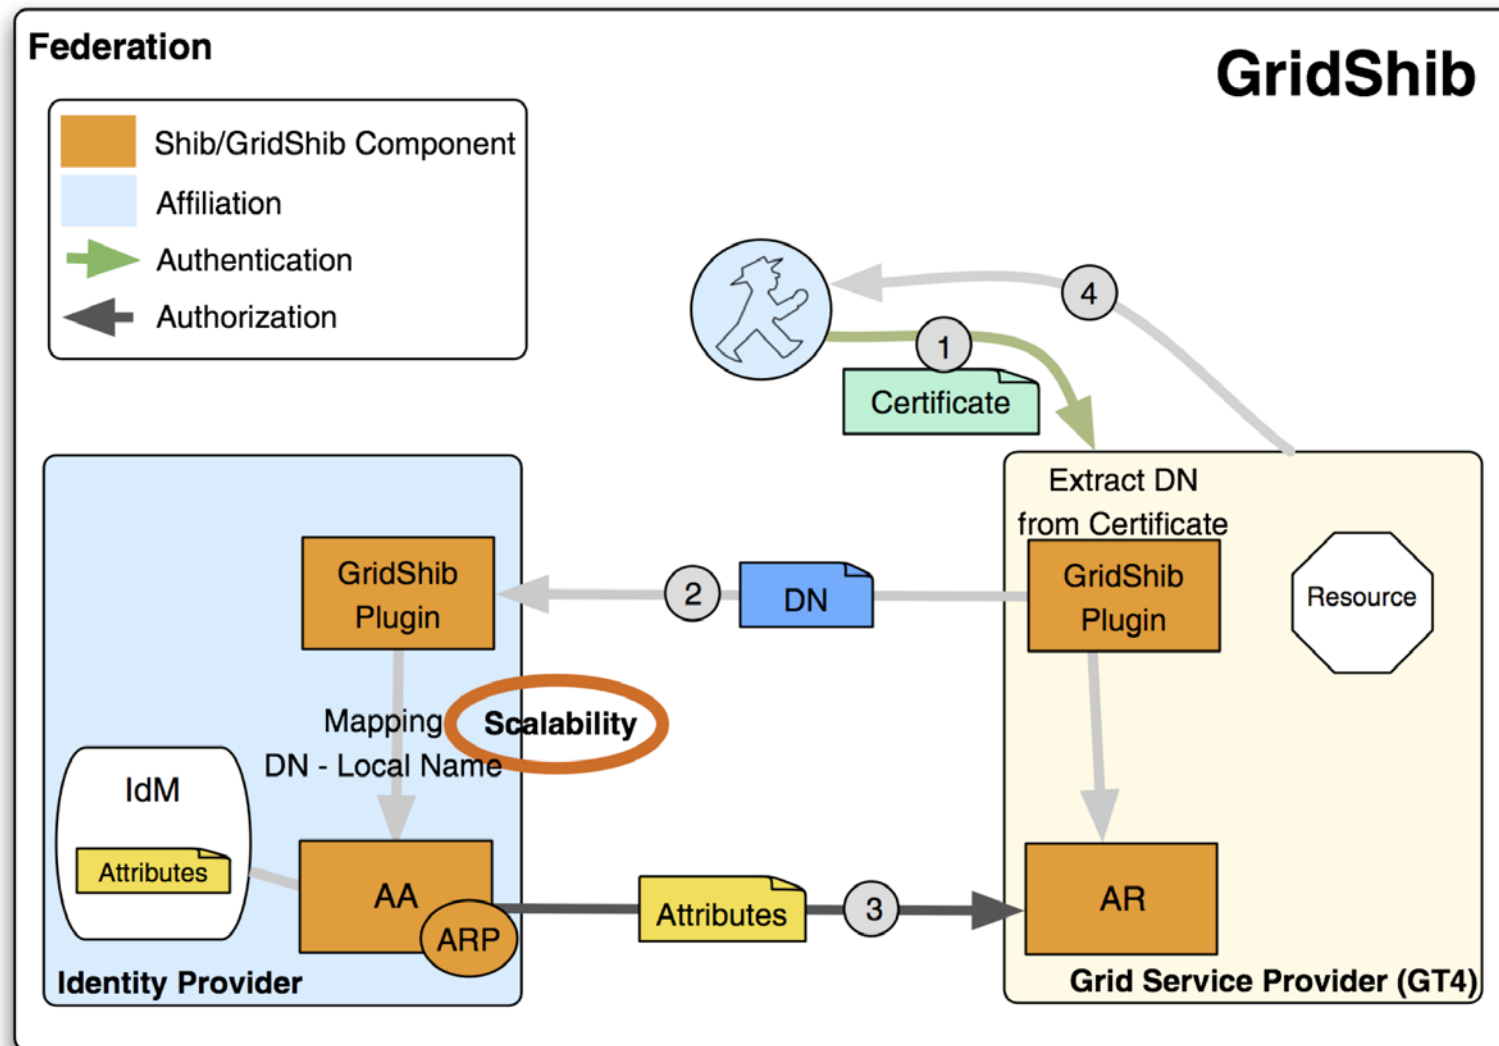 Federation
GridShib
Shib/GridShib Component
Affiliation
Authentication
Authorization
4
1
Certificate
Extract DN
from Certificate
GridShib
Plugin
2
DN
GridShib
Plugin
Resource
Mapping
DN - Local Name
Scalability
IdM
Attributes
AA
ARP
Attributes
3
AR
Identity Provider
Grid Service Provider (GT4)